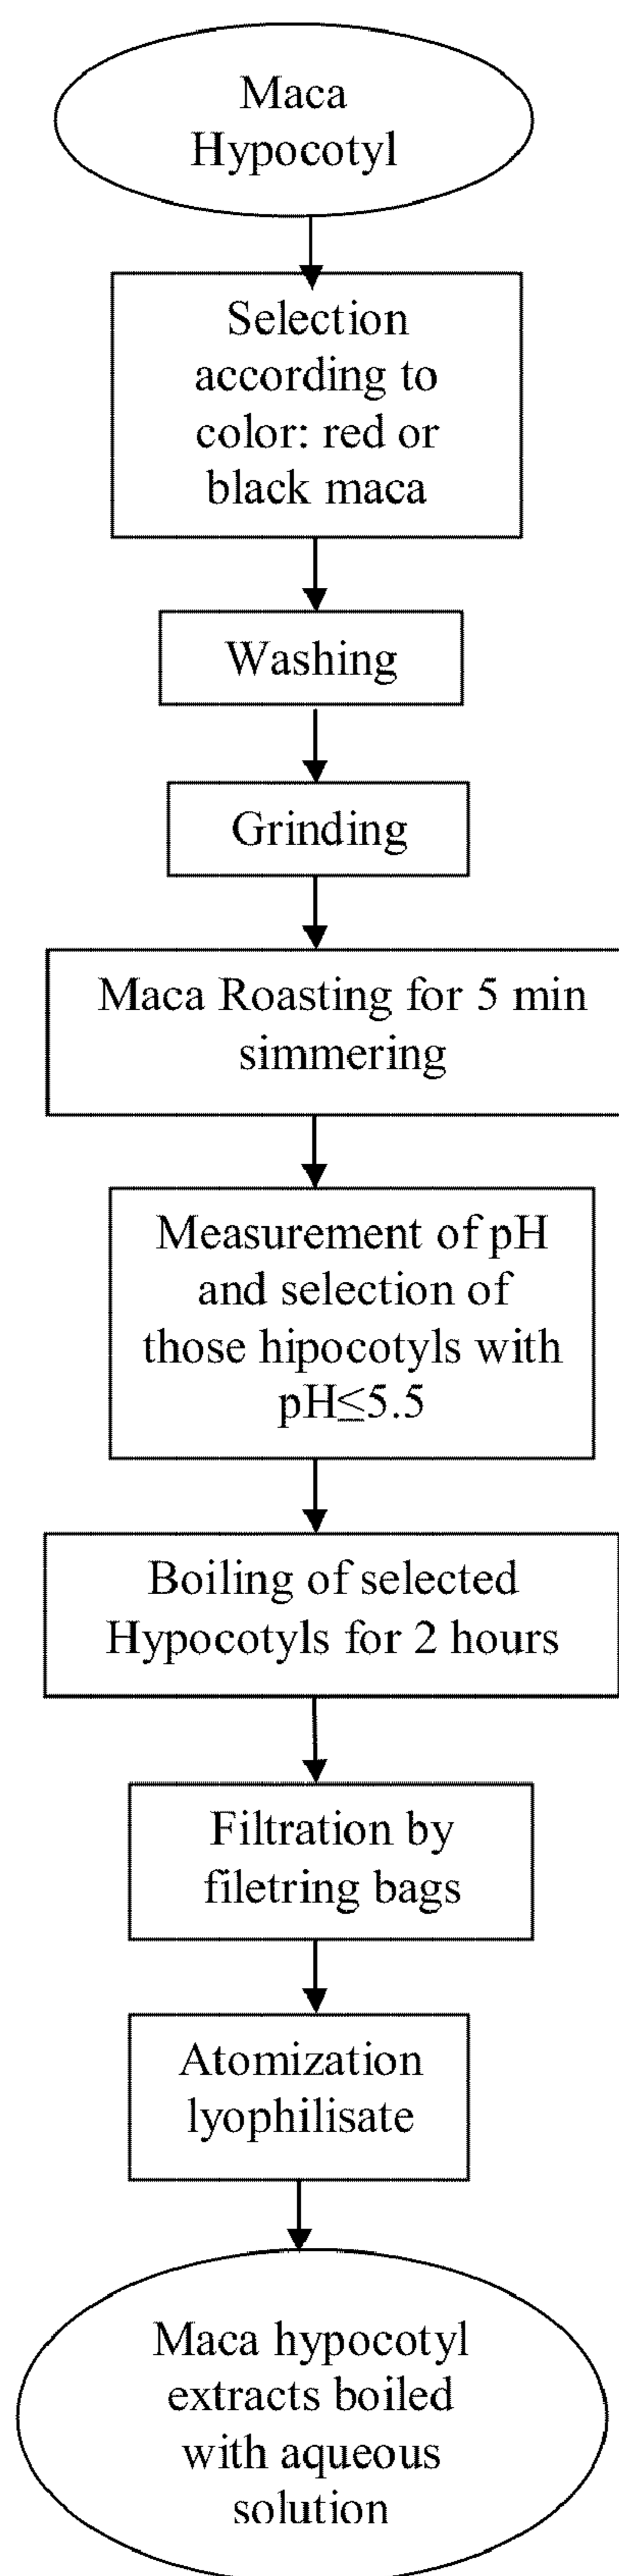 Maca
Hypocotyl
Selection
according to
color: red or
black maca
Washing
Grinding
Maca Roasting for 5 min
simmering
Measurement of pH
and selection of
those hipocotyls with
pH≤5.5
Boiling of selected
Hypocotyls for 2 hours
Filtration by
filetring bags
Atomization
lyophilisate
Maca hypocotyl
extracts boiled
with aqueous
solution